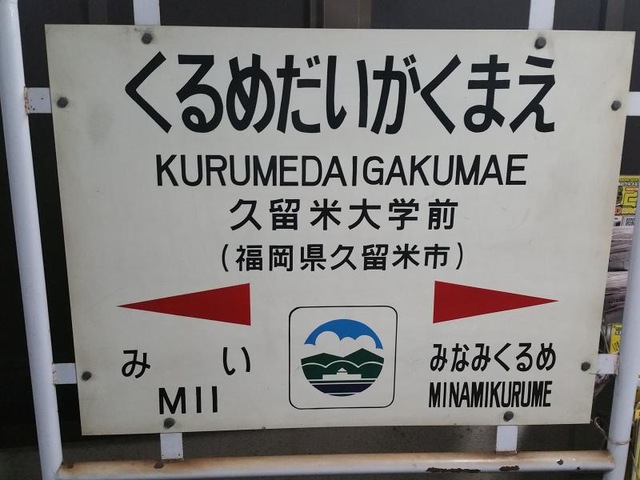 くるめだいがくまえ
KURUMEDAIGAKUMAE
久留米大学前
(福岡県久留米市)
み い
MII
みなみくるめ
MINAMIKURUME